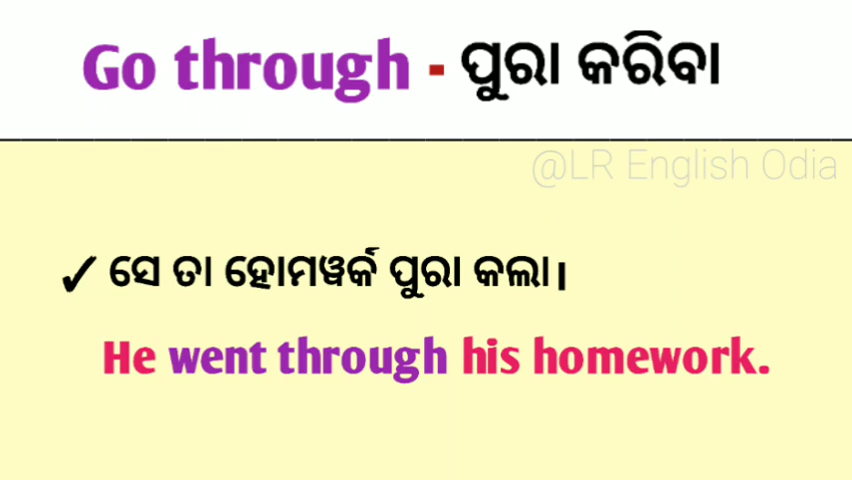 Go through - ପୁରା କରିବା
@LR English Odia
✓ ସେ ତା ହୋମୱର୍କ ପୁରା କଲା।
He went through his homework.